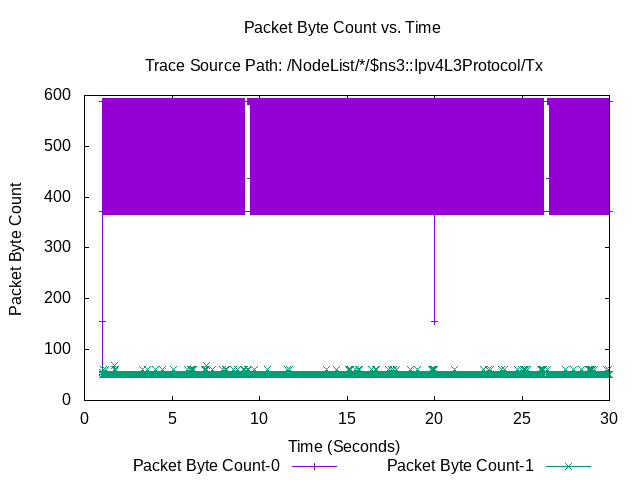 Packet Byte Count vs. Time
Trace Source Path: /NodeList/*/$ns3::Ipv4L3Protocol/Tx
600
500
400
300
200
100
0
Packet Byte Count
0 5 10 15 20 25 30
Time (Seconds)
Packet Byte Count-0 Packet Byte Count-1